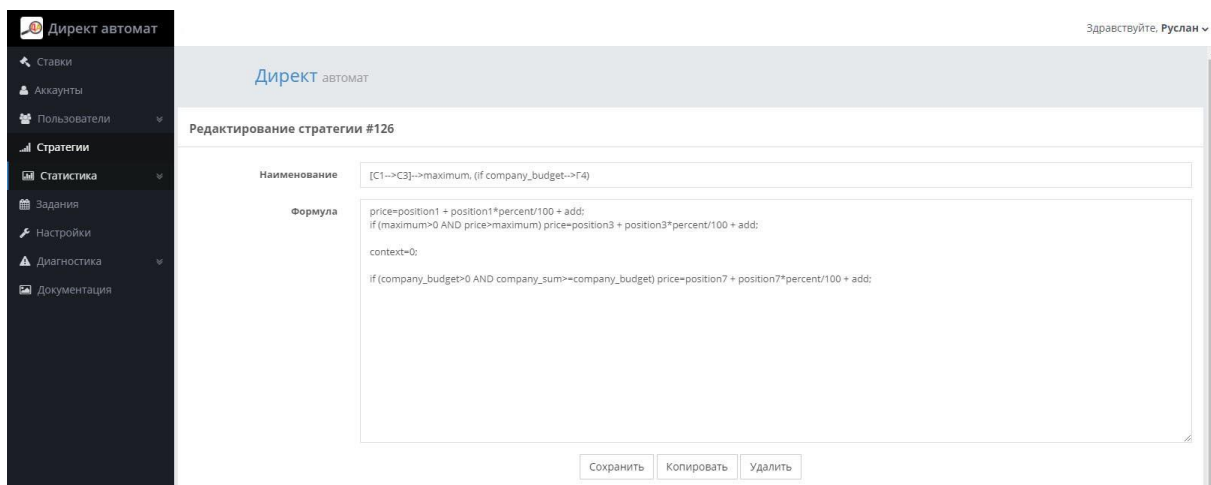 Директ автомат
Здравствуйте, Руслан
Ставки
Аккаунты
Пользователи
Стратегии
Статистика
Задания
Настройки
Диагностика
Документация
Директ автомат
Редактирование стратегии #126
Наименование
[C1-->C3]-->maximum, (if company_budget-->Г4)
Формула
price=position1 + position1*percent/100 + add;
if (maximum>0 AND price>maximum) price=position3 + position3*percent/100 + add;
context=0;
if (company_budget>0 AND company_sum>=company_budget) price=position7 + position7*percent/100 + add;
Сохранить
Копировать
Удалить